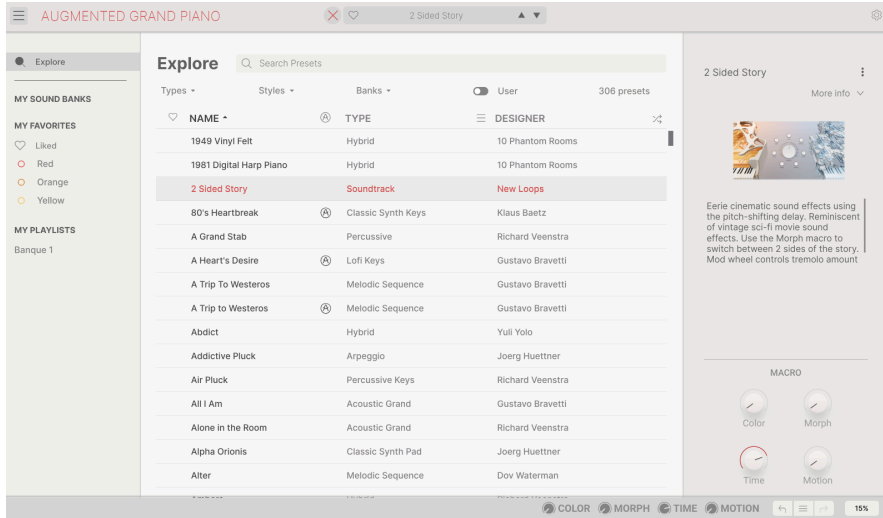 AUGMENTED GRAND PIANO
2 Sided Story
Explore
MY SOUND BANKS
MY FAVORITES
Liked
Red
Orange
Yellow
MY PLAYLISTS
Banque 1
Explore
Search Presets
Types Styles Banks User 306 presets
NAME TYPE DESIGNER
1949 Vinyl Felt Hybrid 10 Phantom Rooms
1981 Digital Harp Piano Hybrid 10 Phantom Rooms
2 Sided Story Soundtrack New Loops
80's Heartbreak Classic Synth Keys Klaus Baetz
A Grand Stab Percussive Richard Veenstra
A Heart's Desire Lofi Keys Gustavo Bravetti
A Trip To Westeros Melodic Sequence Gustavo Bravetti
A Trip to Westeros Melodic Sequence Gustavo Bravetti
Abdict Hybrid Yuli Yolo
Addictive Pluck Arpeggio Joerg Huettner
Air Pluck Percussive Keys Richard Veenstra
All I Am Acoustic Grand Gustavo Bravetti
Alone in the Room Acoustic Grand Richard Veenstra
Alpha Orionis Classic Synth Pad Joerg Huettner
Alter Melodic Sequence Dov Waterman
2 Sided Story
More info
Eerie cinematic sound effects using
the pitch-shifting delay. Reminiscent
of vintage sci-fi movie sound
effects. Use the Morph macro to
switch between 2 sides of the story.
Mod wheel controls tremolo amount
MACRO
Color Morph
Time Motion
COLOR MORPH TIME MOTION
15%